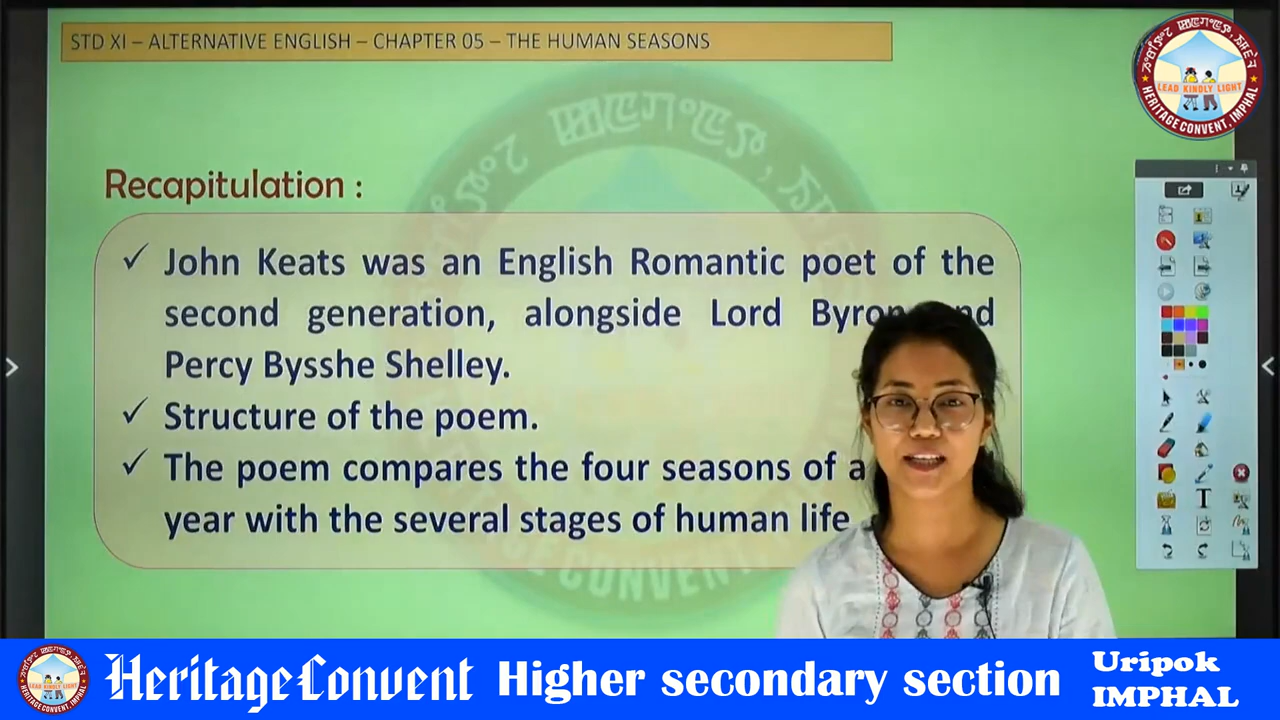 STD XI – ALTERNATIVE ENGLISH – CHAPTER 05 – THE HUMAN SEASONS
LEAD KINDLY LIGHT
HERITAGE CONVENT, IMPHAL
Recapitulation :
✓ John Keats was an English Romantic poet of the
second generation, alongside Lord Byron and
Percy Bysshe Shelley.
✓ Structure of the poem.
✓ The poem compares the four seasons of a
year with the several stages of human life
Heritage Convent Higher secondary section
Uripok
IMPHAL